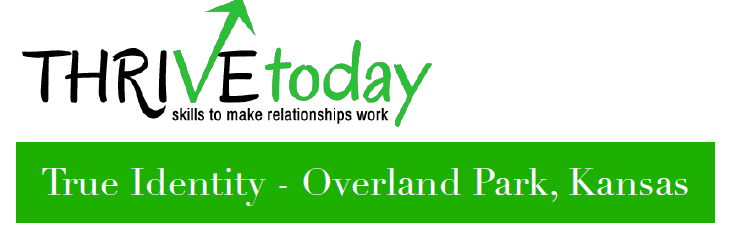 THRIVEtoday
skills to make relationships work
True Identity - Overland Park, Kansas